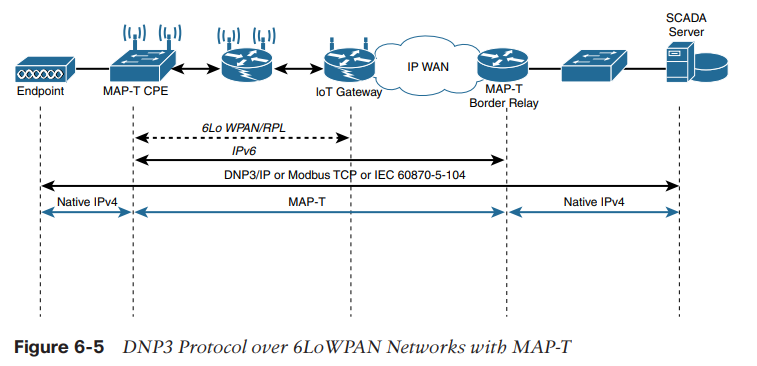 SCADA
Server
IP WAN
Endpoint
MAP-T CPE
IoT Gateway
MAP-T
Border Relay
6Lo WPAN/RPL
IPv6
DNP3/IP or Modbus TCP or IEC 60870-5-104
Native IPv4
MAP-T
Native IPv4
Figure 6-5 DNP3 Protocol over 6LoWPAN Networks with MAP-T